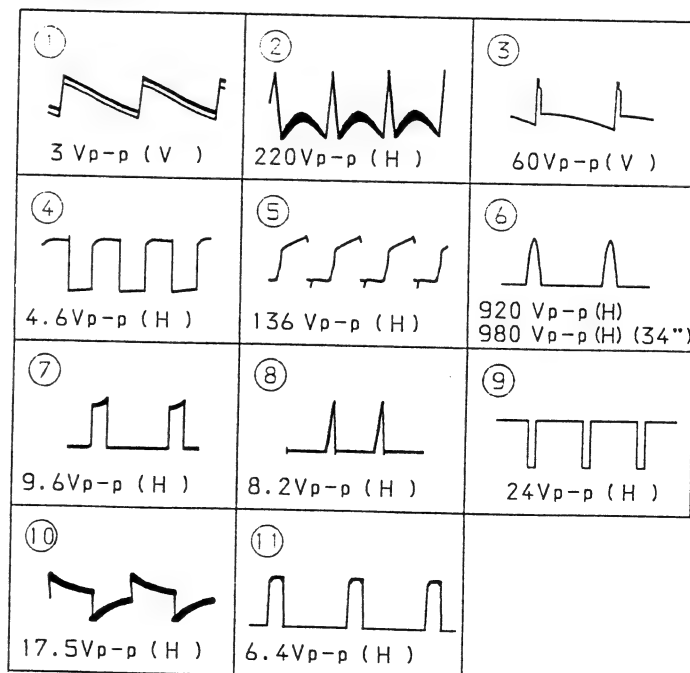 ①
3 Vp-p ( V )
②
220Vp-p ( H )
③
60Vp-p( V )
④
4.6Vp-p ( H )
⑤
136 Vp-p ( H )
⑥
920 Vp-p (H)
980 Vp-p (H) (34")
⑦
9.6Vp-p ( H )
⑧
8.2Vp-p ( H )
⑨
24Vp-p ( H )
⑩
17.5Vp-p ( H )
⑪
6.4Vp-p ( H )